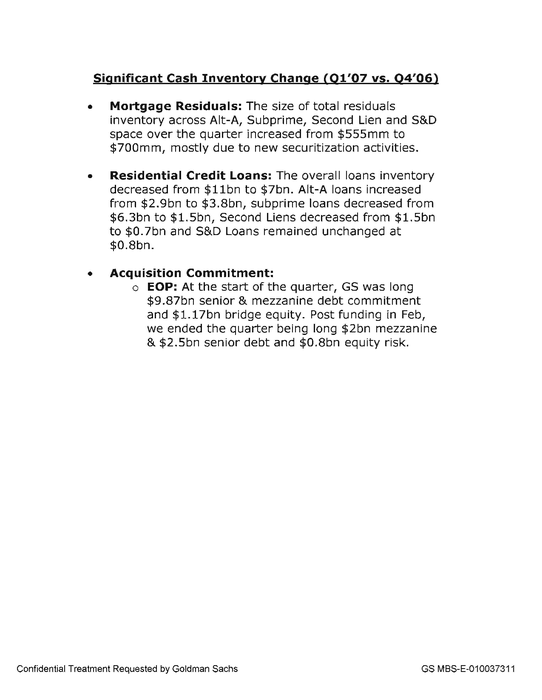 Significant Cash Inventory Change (Q1'07 vs. Q4'06)
• Mortgage Residuals: The size of total residuals
inventory across Alt-A, Subprime, Second Lien and S&D
space over the quarter increased from $555mm to
$700mm, mostly due to new securitization activities.
• Residential Credit Loans: The overall loans inventory
decreased from $11bn to $7bn. Alt-A loans increased
from $2.9bn to $3.8bn, subprime loans decreased from
$6.3bn to $1.5bn, Second Liens decreased from $1.5bn
to $0.7bn and S&D Loans remained unchanged at
$0.8bn.
• Acquisition Commitment:
o EOP: At the start of the quarter, GS was long
$9.87bn senior & mezzanine debt commitment
and $1.17bn bridge equity. Post funding in Feb,
we ended the quarter being long $2bn mezzanine
& $2.5bn senior debt and $0.8bn equity risk.
Confidential Treatment Requested by Goldman Sachs
GS MBS-E-010037311